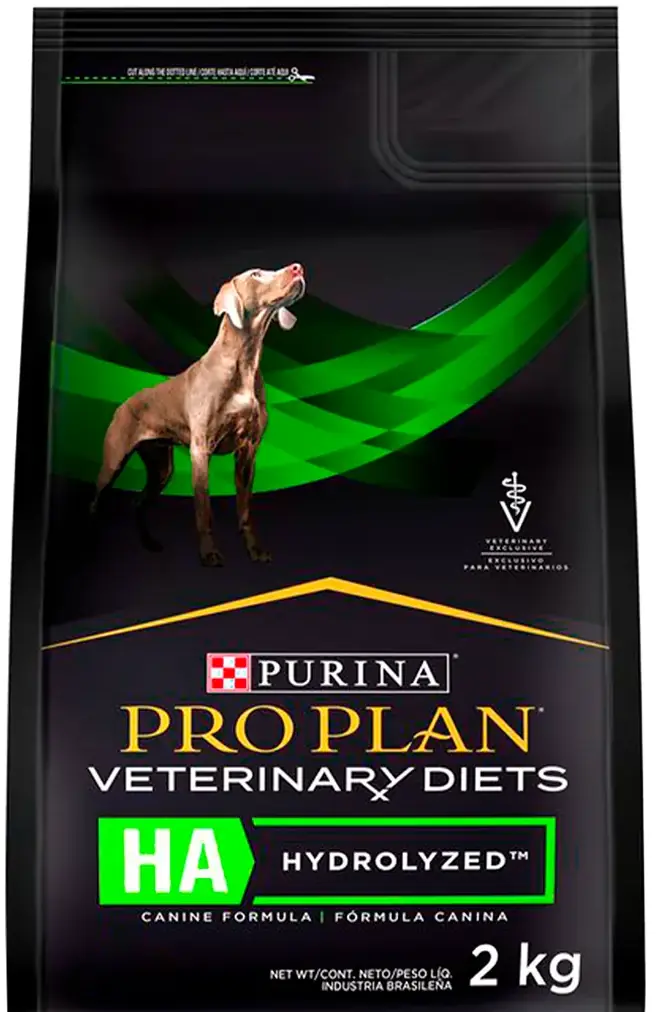 CUT ALONG THE DOTTED LINE / CORTE HASTA AQUÍ / CORTE ATÉ AQUI
VETERINARY
EXCLUSIVE
EXCLUSIVO
PARA VETERINARIOS
PURINA®
PRO PLAN®
VETERINARY DIETS
HA HYDROLYZED™
CANINE FORMULA | FÓRMULA CANINA
NET WT/CONT. NETO/PESO LÍQ. 2 kg
INDUSTRIA BRASILEÑA